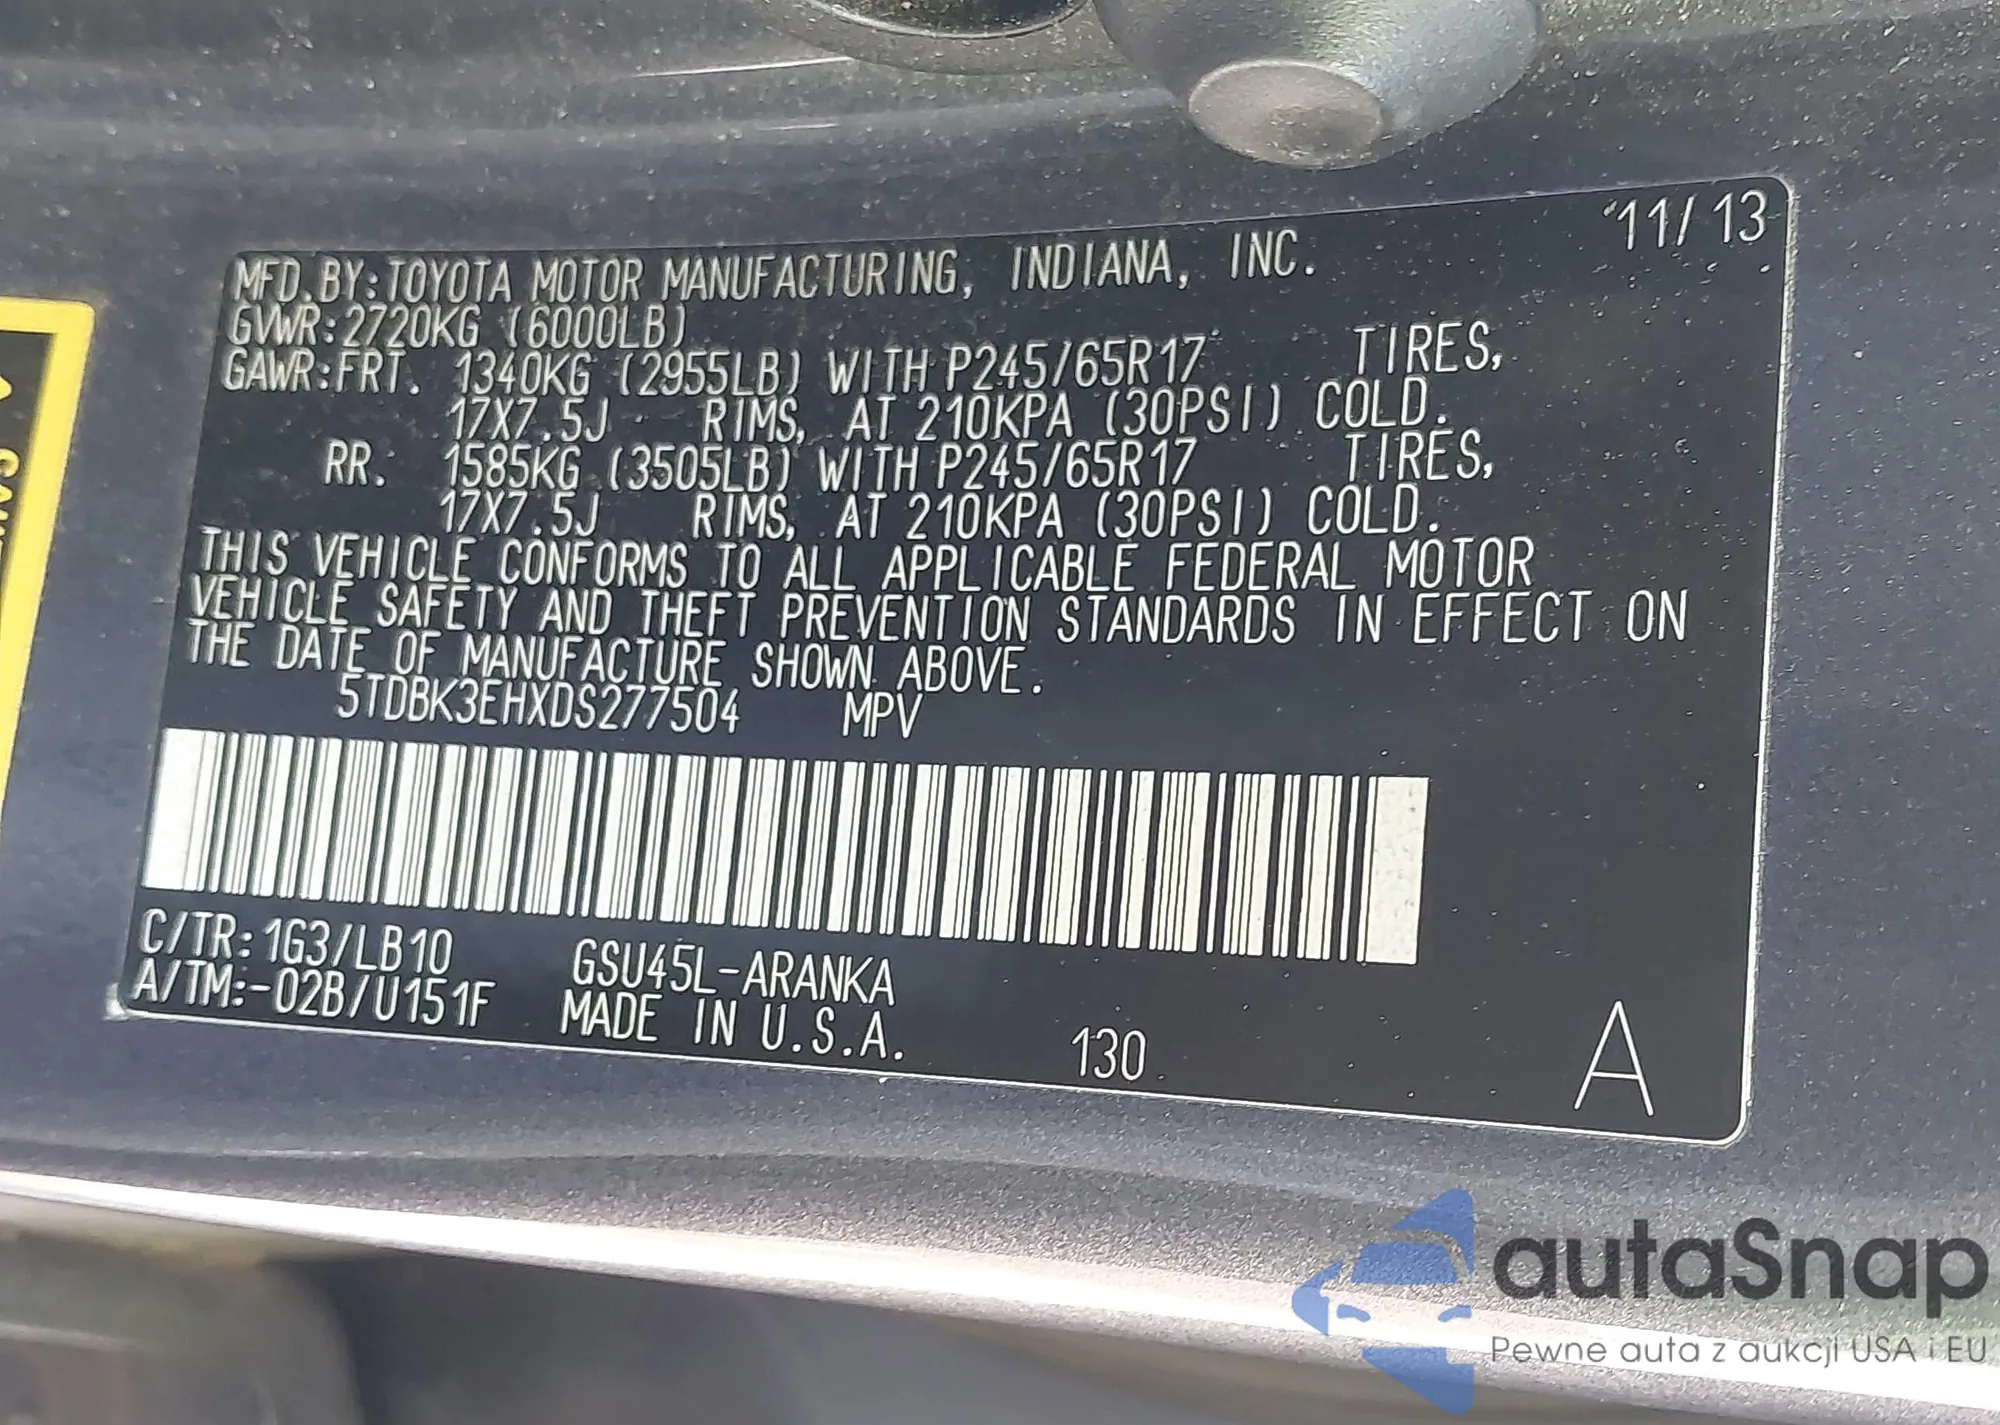 11/13
MFD.BY:TOYOTA MOTOR MANUFACTURING, INDIANA, INC.
GVWR:2720KG (6000LB)
GAWR:FRT. 1340KG (2955LB) WITH P245/65R17 TIRES,
17X7.5J RIMS, AT 210KPA (30PSI) COLD.
RR. 1585KG (3505LB) WITH P245/65R17 TIRES,
17X7.5J RIMS, AT 210KPA (30PSI) COLD.
THIS VEHICLE CONFORMS TO ALL APPLICABLE FEDERAL MOTOR
VEHICLE SAFETY AND THEFT PREVENTION STANDARDS IN EFFECT ON
THE DATE OF MANUFACTURE SHOWN ABOVE.
5TDBK3EHXDS277504 MPV
C/TR:1G3/LB10 GSU45L-ARANKA
A/TM:-02B/U151F MADE IN U.S.A. 130 A
autaSnap
Pewne auta z aukcji USA i EU